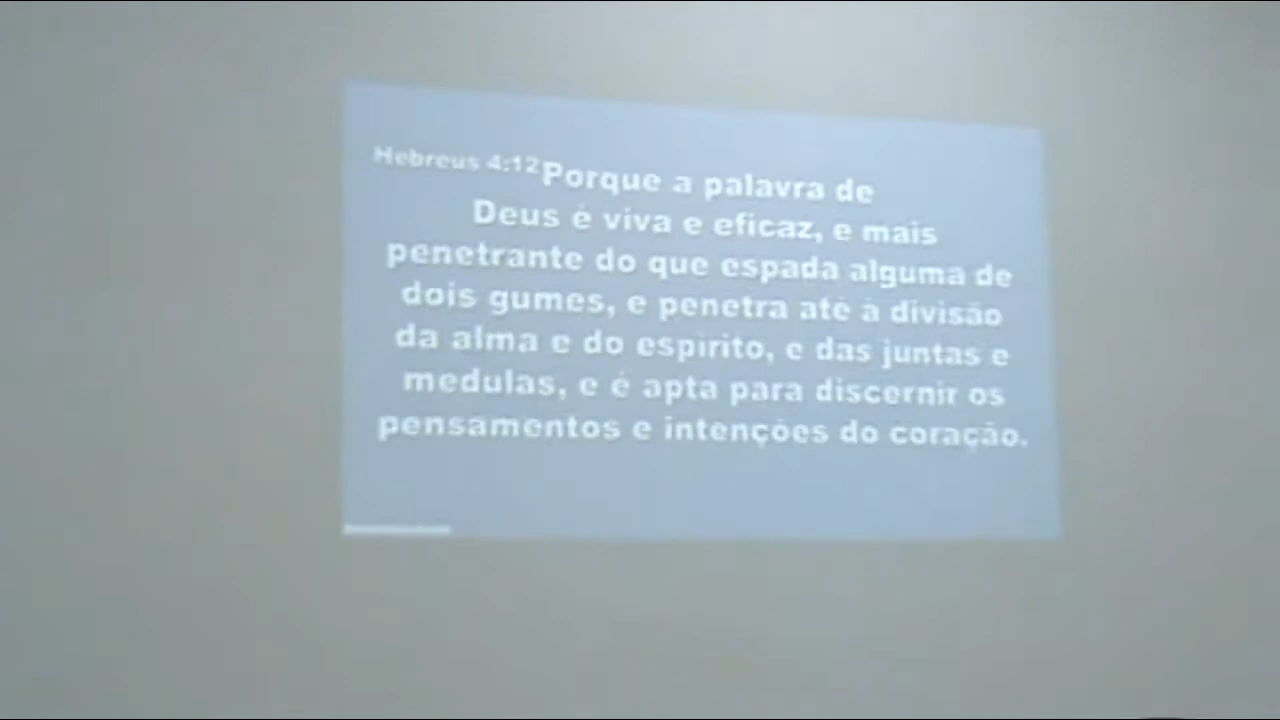 Hebreus 4:12 Porque a palavra de
Deus é viva e eficaz, e mais
penetrante do que espada alguma de
dois gumes, e penetra até à divisão
da alma e do espírito, e das juntas e
medulas, e é apta para discernir os
pensamentos e intenções do coração.